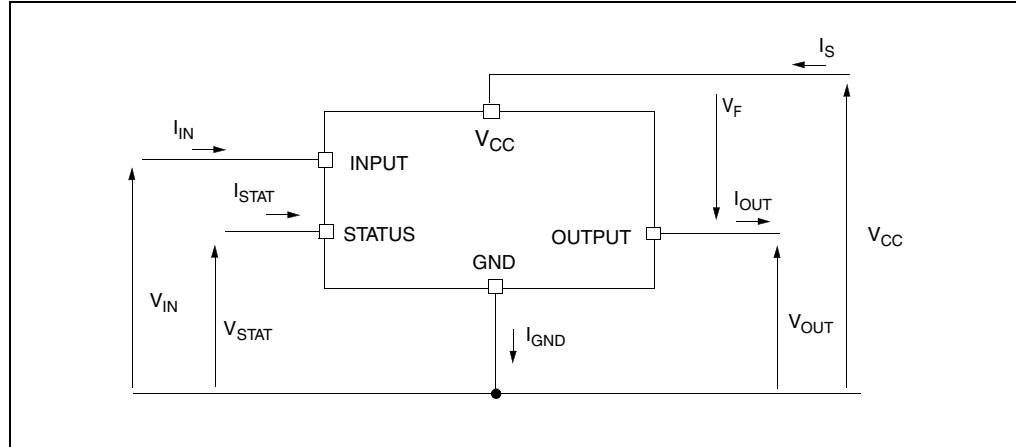 I_S
V_F
V_CC
I_IN
INPUT
I_STAT
I_OUT
STATUS
OUTPUT
V_CC
GND
V_IN
V_STAT
V_OUT
I_GND